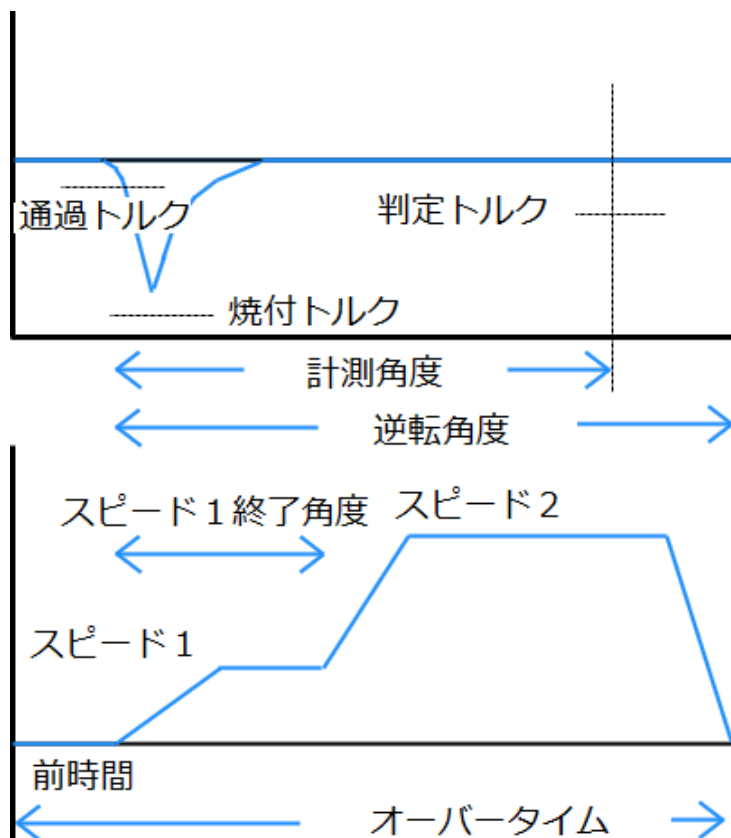 通過トルク
判定トルク
焼付トルク
計測角度
逆転角度
スピード１終了角度
スピード２
スピード１
前時間
オーバータイム